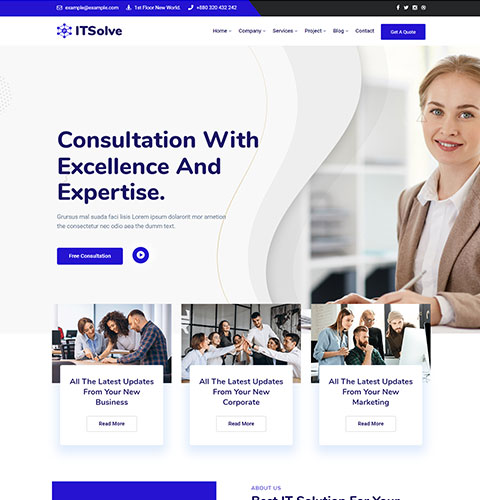 example@example.com 1st Floor New World. +880 320 432 242
ITSolve
Home Company Services Project Blog Contact Get A Quote
Consultation With
Excellence And
Expertise.
Grursus mal suada faci lisis Lorem ipsum dolarorit mor ametion
the consectetur nec odio aea the dumm text.
Free Consultation
All The Latest Updates
From Your New
Business
Read More
All The Latest Updates
From Your New
Corporate
Read More
All The Latest Updates
From Your New
Marketing
Read More
ABOUT US
Best IT Solution For Your